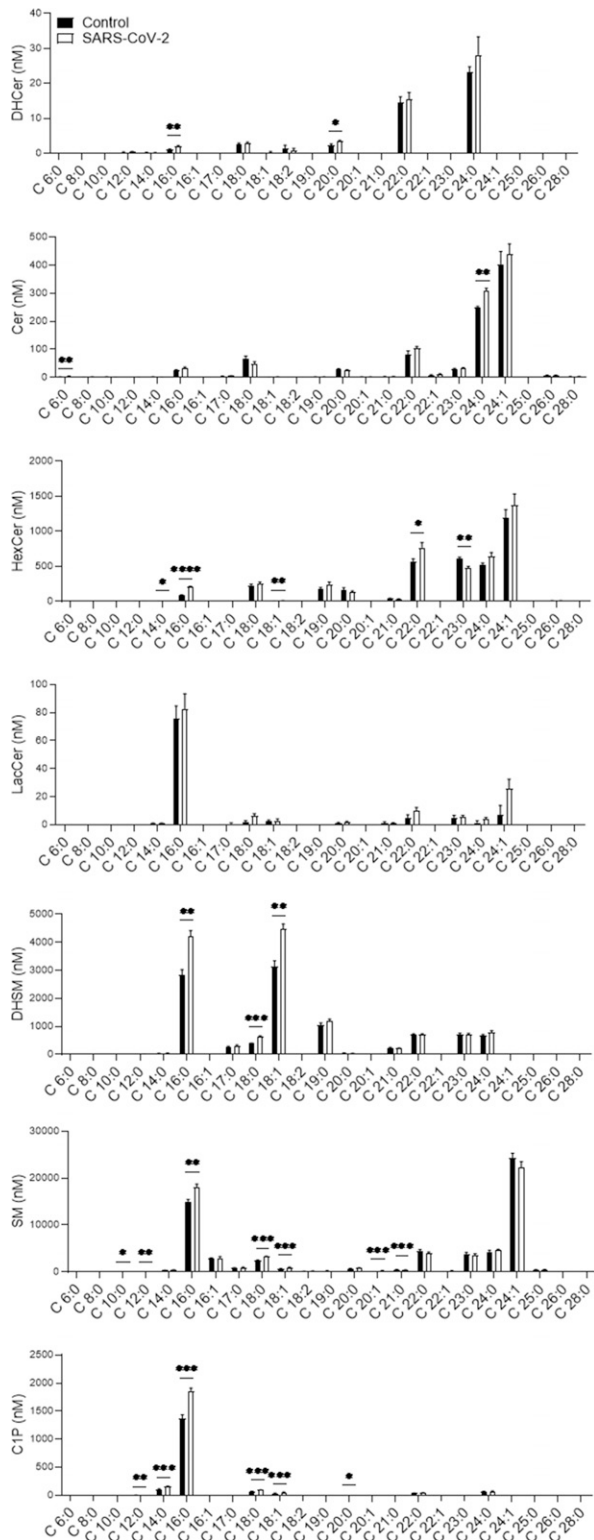 Control
SARS-CoV-2
DHCer (nM)
40
30
20
10
0
** *
C 6:0 C 8:0 C 10:0 C 12:0 C 14:0 C 16:0 C 16:1 C 17:0 C 18:0 C 18:1 C 18:2 C 19:0 C 20:0 C 20:1 C 21:0 C 22:0 C 22:1 C 23:0 C 24:0 C 24:1 C 25:0 C 26:0 C 28:0
Cer (nM)
500
400
300
200
100
0
** **
C 6:0 C 8:0 C 10:0 C 12:0 C 14:0 C 16:0 C 16:1 C 17:0 C 18:0 C 18:1 C 18:2 C 19:0 C 20:0 C 20:1 C 21:0 C 22:0 C 22:1 C 23:0 C 24:0 C 24:1 C 25:0 C 26:0 C 28:0
HexCer (nM)
2000
1500
1000
500
0
* **** ** * **
C 6:0 C 8:0 C 10:0 C 12:0 C 14:0 C 16:0 C 16:1 C 17:0 C 18:0 C 18:1 C 18:2 C 19:0 C 20:0 C 20:1 C 21:0 C 22:0 C 22:1 C 23:0 C 24:0 C 24:1 C 25:0 C 26:0 C 28:0
LacCer (nM)
100
80
60
40
20
0
C 6:0 C 8:0 C 10:0 C 12:0 C 14:0 C 16:0 C 16:1 C 17:0 C 18:0 C 18:1 C 18:2 C 19:0 C 20:0 C 20:1 C 21:0 C 22:0 C 22:1 C 23:0 C 24:0 C 24:1 C 25:0 C 26:0 C 28:0
DHSM (nM)
5000
4000
3000
2000
1000
0
** *** **
C 6:0 C 8:0 C 10:0 C 12:0 C 14:0 C 16:0 C 16:1 C 17:0 C 18:0 C 18:1 C 18:2 C 19:0 C 20:0 C 20:1 C 21:0 C 22:0 C 22:1 C 23:0 C 24:0 C 24:1 C 25:0 C 26:0 C 28:0
SM (nM)
30000
20000
10000
0
* ** ** *** *** *** ***
C 6:0 C 8:0 C 10:0 C 12:0 C 14:0 C 16:0 C 16:1 C 17:0 C 18:0 C 18:1 C 18:2 C 19:0 C 20:0 C 20:1 C 21:0 C 22:0 C 22:1 C 23:0 C 24:0 C 24:1 C 25:0 C 26:0 C 28:0
C1P (nM)
2500
2000
1500
1000
500
0
** *** *** *** *** *
C 6:0 C 8:0 C 10:0 C 12:0 C 14:0 C 16:0 C 16:1 C 17:0 C 18:0 C 18:1 C 18:2 C 19:0 C 20:0 C 20:1 C 21:0 C 22:0 C 22:1 C 23:0 C 24:0 C 24:1 C 25:0 C 26:0 C 28:0